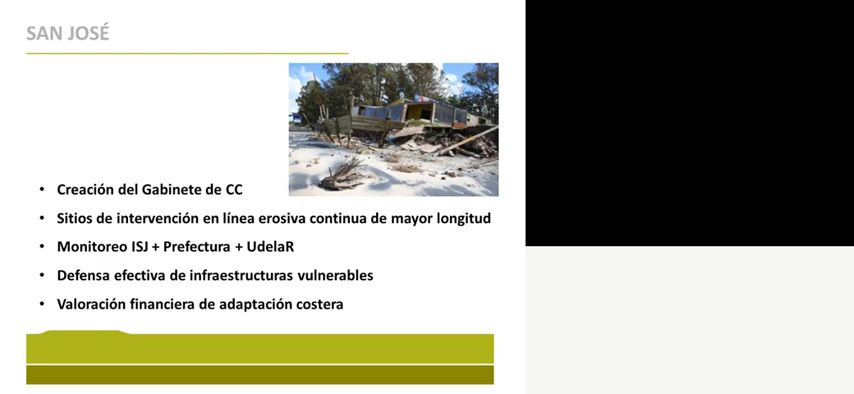 SAN JOSÉ
• Creación del Gabinete de CC
• Sitios de intervención en línea erosiva continua de mayor longitud
• Monitoreo ISJ + Prefectura + UdelaR
• Defensa efectiva de infraestructuras vulnerables
• Valoración financiera de adaptación costera